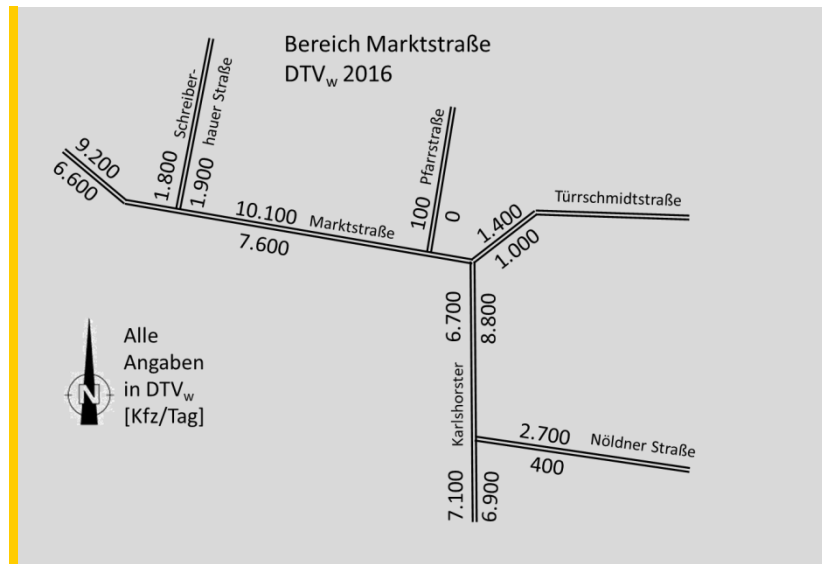 Bereich Marktstraße
DTVw 2016
Schreiber-
hauer Straße
1.800
1.900
9.200
6.600
10.100
Marktstraße
7.600
Pfarrstraße
100
0
Türrschmidtstraße
1.400
1.000
6.700
8.800
Karlshorster
Alle
Angaben
in DTVw
[Kfz/Tag]
N
2.700
Nöldner Straße
400
7.100
6.900